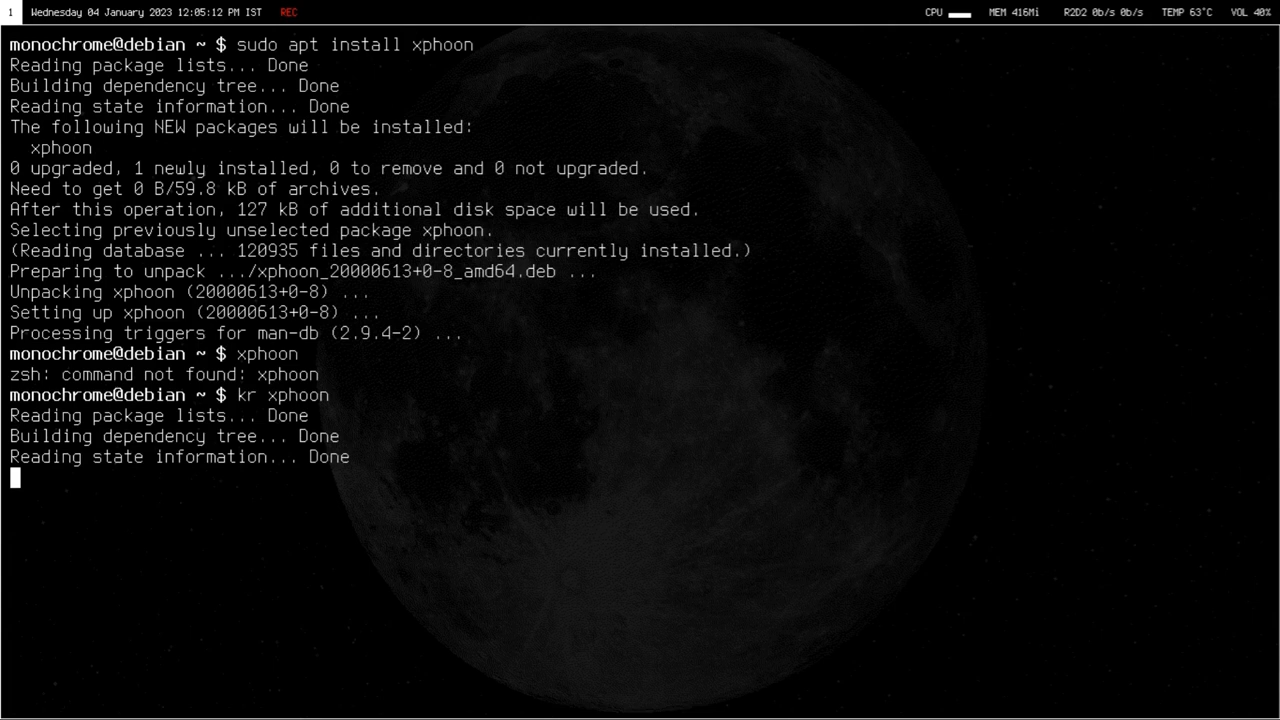 1 Wednesday 04 January 2023 12:05:12 PM IST REC CPU MEM 416Mi R2D2 0b/s 0b/s TEMP 63°C VOL 40%
monochrome@debian ~ $ sudo apt install xphoon
Reading package lists... Done
Building dependency tree... Done
Reading state information... Done
The following NEW packages will be installed:
  xphoon
0 upgraded, 1 newly installed, 0 to remove and 0 not upgraded.
Need to get 0 B/59.8 kB of archives.
After this operation, 127 kB of additional disk space will be used.
Selecting previously unselected package xphoon.
(Reading database ... 120935 files and directories currently installed.)
Preparing to unpack .../xphoon_20000613+0-8_amd64.deb ...
Unpacking xphoon (20000613+0-8) ...
Setting up xphoon (20000613+0-8) ...
Processing triggers for man-db (2.9.4-2) ...
monochrome@debian ~ $ xphoon
zsh: command not found: xphoon
monochrome@debian ~ $ kr xphoon
Reading package lists... Done
Building dependency tree... Done
Reading state information... Done